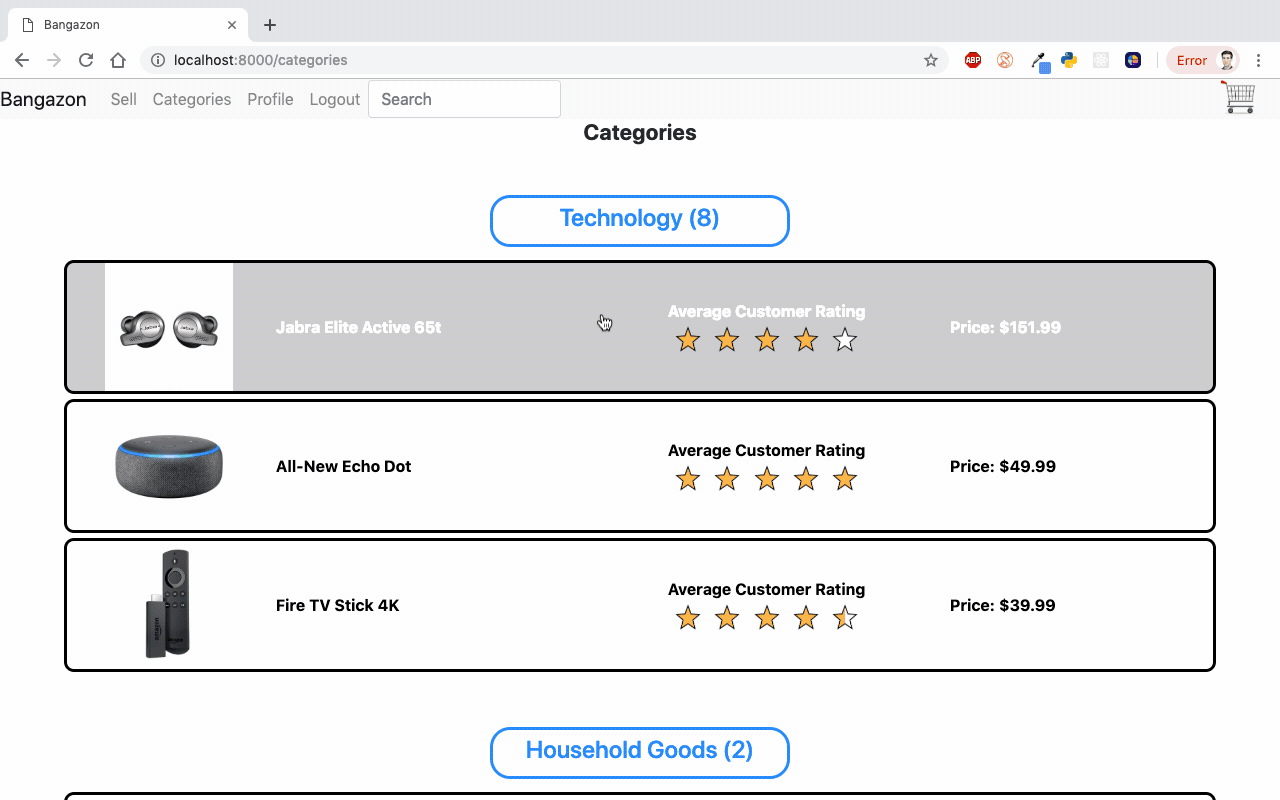 Bangazon
localhost:8000/categories
ABP
Error
Bangazon Sell Categories Profile Logout Search
Categories
Technology (8)
Jabra Elite Active 65t
Average Customer Rating
Price: $151.99
All-New Echo Dot
Average Customer Rating
Price: $49.99
Fire TV Stick 4K
Average Customer Rating
Price: $39.99
Household Goods (2)